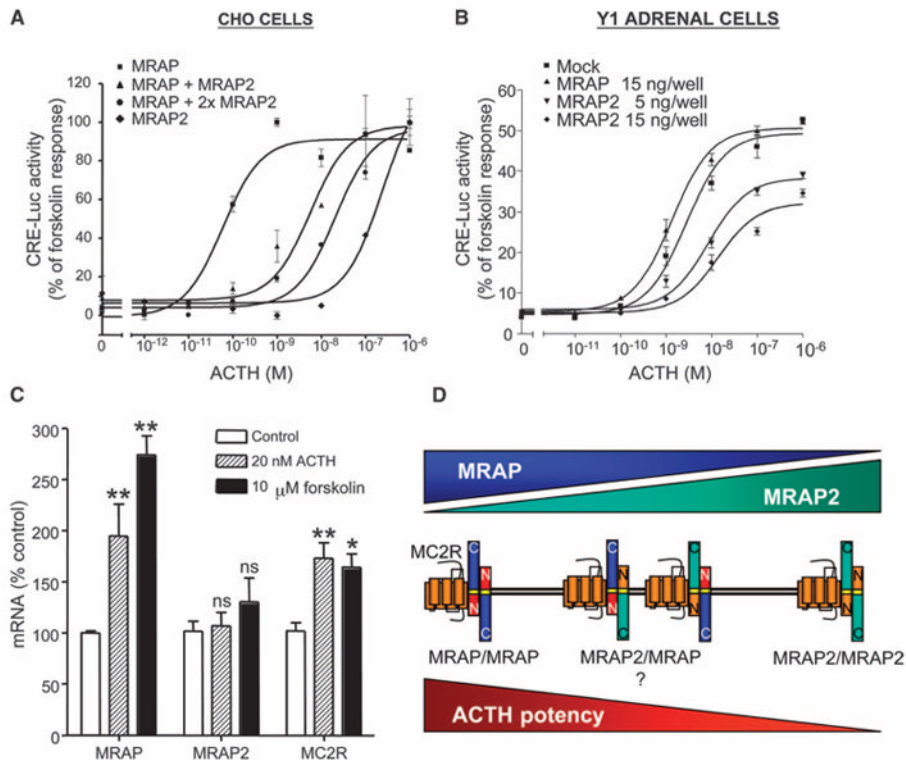 A
CHO CELLS
MRAP
MRAP + MRAP2
MRAP + 2x MRAP2
MRAP2
CRE-Luc activity
(% of forskolin response)
120
100
80
60
40
20
0
0 10-12 10-11 10-10 10-9 10-8 10-7 10-6
ACTH (M)
B
Y1 ADRENAL CELLS
Mock
MRAP 15 ng/well
MRAP2 5 ng/well
MRAP2 15 ng/well
CRE-Luc activity
(% of forskolin response)
60
50
40
30
20
10
0
0 10-11 10-10 10-9 10-8 10-7 10-6
ACTH (M)
C
mRNA (% control)
300
250
200
150
100
50
0
Control
20 nM ACTH
10 μM forskolin
** ** ns ns ** *
MRAP MRAP2 MC2R
D
MRAP
MRAP2
MC2R
C C C C
N N N N
N N N N
C C C C
MRAP/MRAP MRAP2/MRAP MRAP2/MRAP2
?
ACTH potency